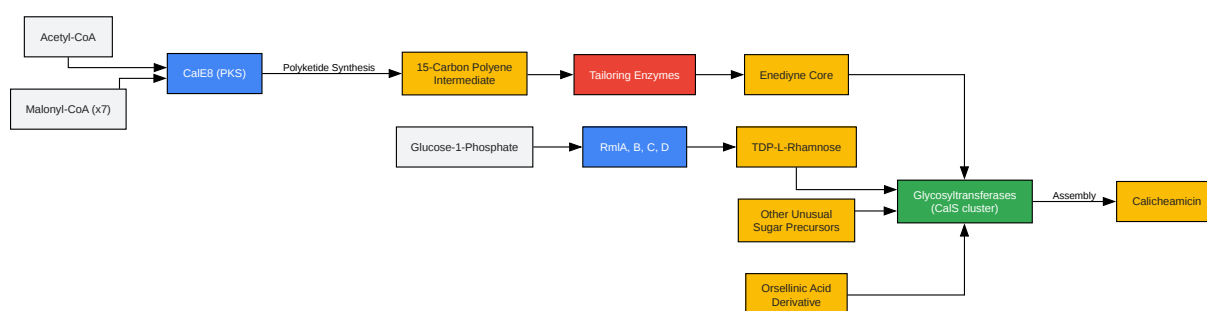 Acetyl-CoA
Malonyl-CoA (x7)
CalE8 (PKS)
Polyketide Synthesis
15-Carbon Polyene
Intermediate
Tailoring Enzymes
Enediyne Core
Glucose-1-Phosphate
RmlA, B, C, D
TDP-L-Rhamnose
Other Unusual
Sugar Precursors
Orsellinic Acid
Derivative
Glycosyltransferases
(CalS cluster)
Assembly
Calicheamicin